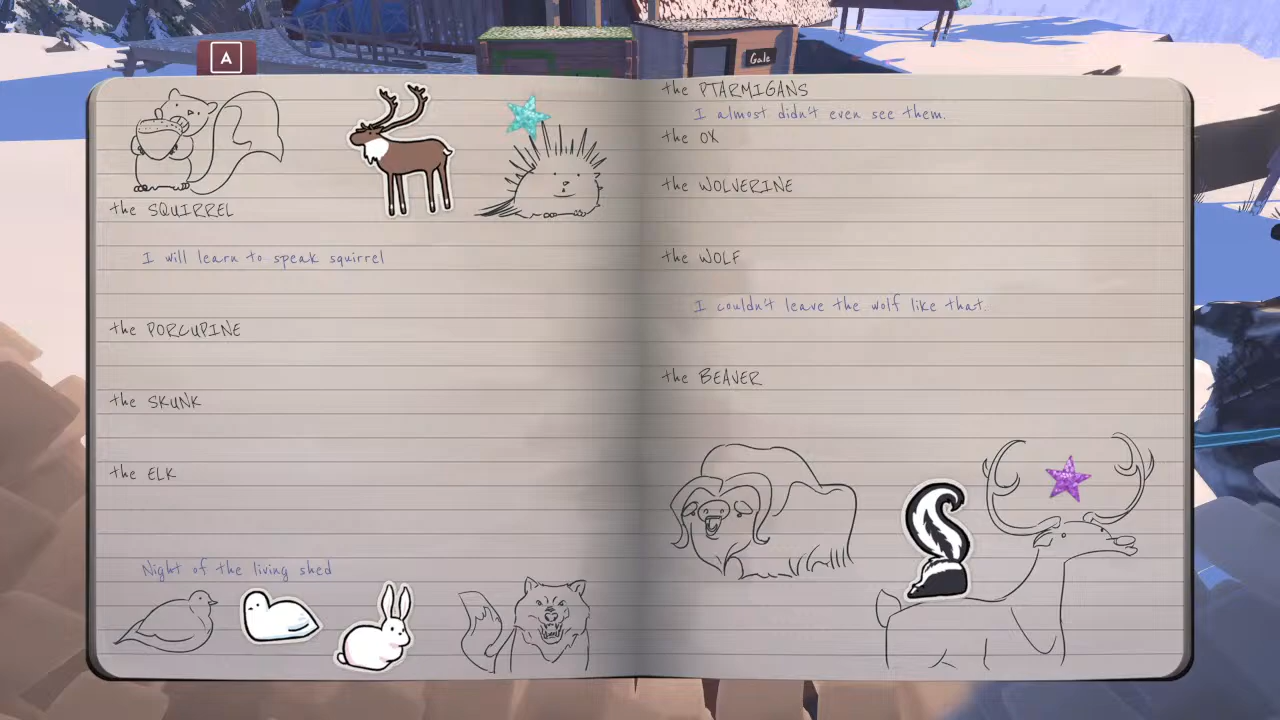 A
Gale
the SQUIRREL
I will learn to speak squirrel
the PORCUPINE
the SKUNK
the ELK
Night of the living shed
the PTARMIGANS
I almost didn't even see them.
the OX
the WOLVERINE
the WOLF
I couldn't leave the wolf like that.
the BEAVER